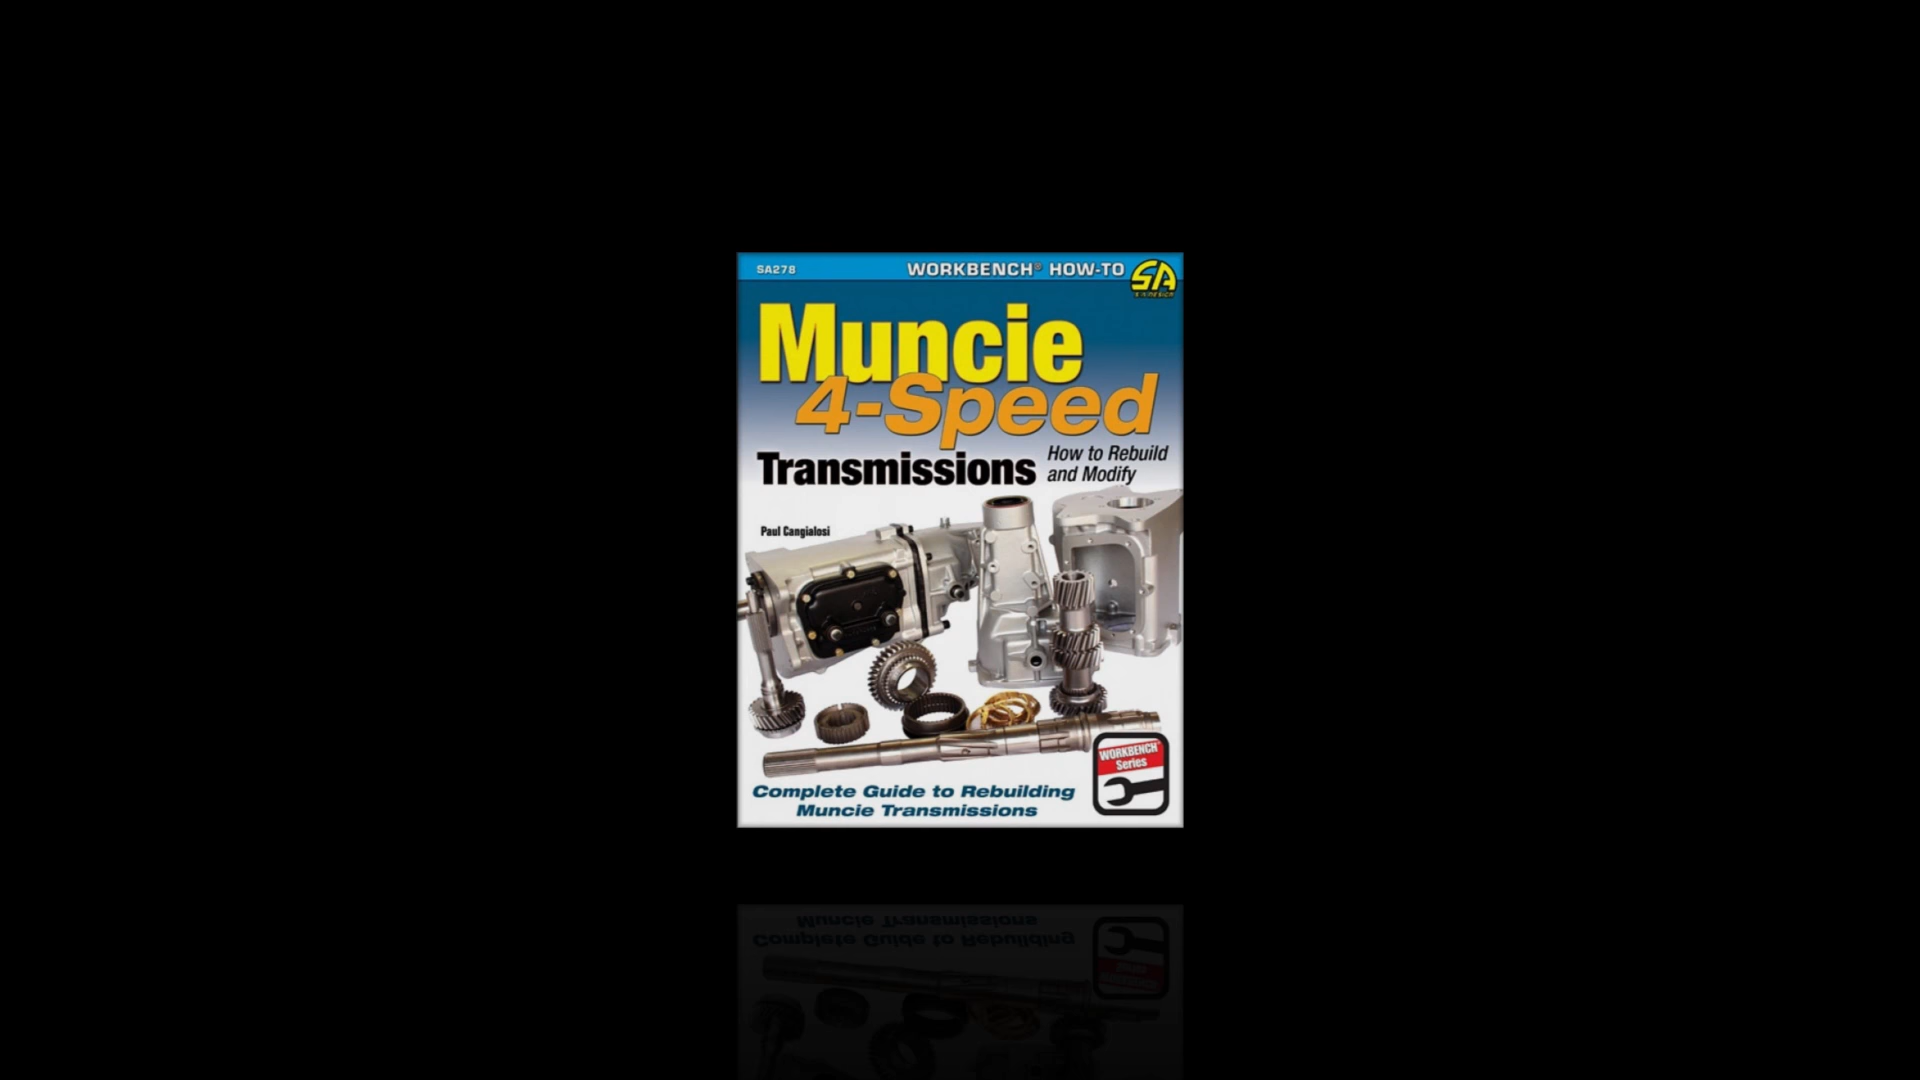 SA278
WORKBENCH® HOW-TO
SA
Muncie
4-Speed
Transmissions
How to Rebuild
and Modify
Paul Cangialosi
WORKBENCH®
Series
Complete Guide to Rebuilding
Muncie Transmissions